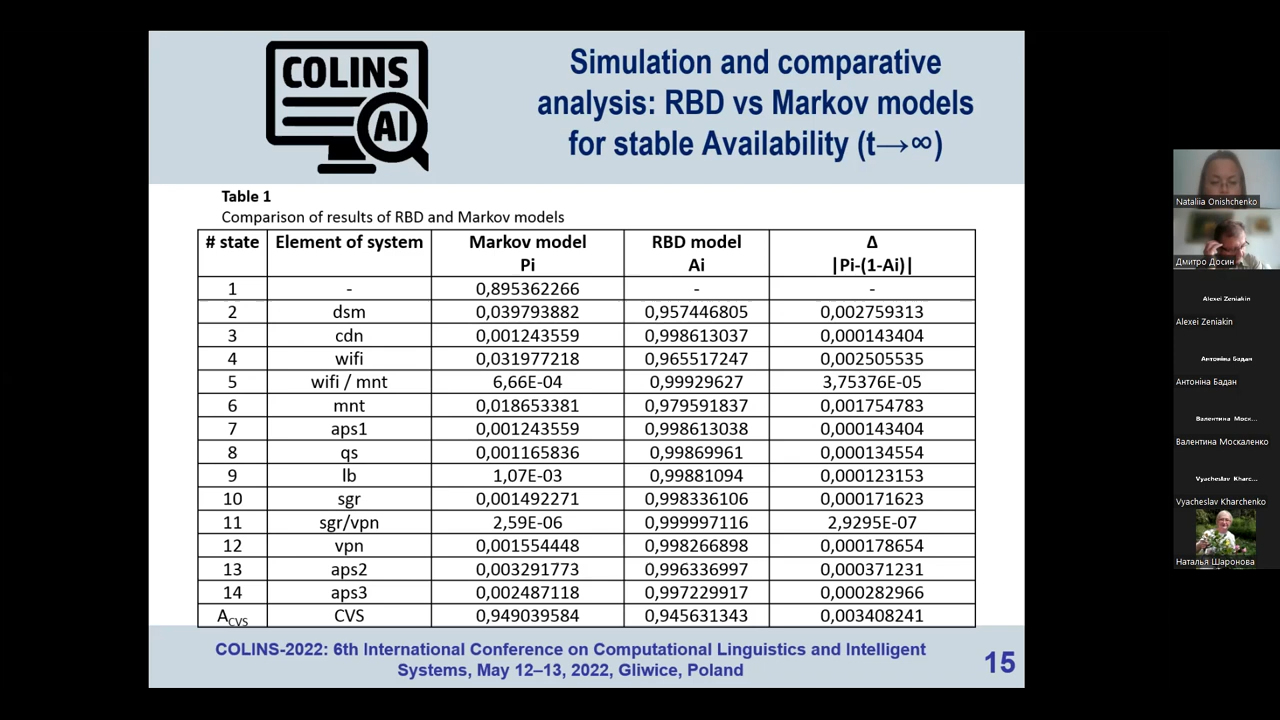 COLINS
AI
Simulation and comparative
analysis: RBD vs Markov models
for stable Availability (t→∞)
Table 1
Comparison of results of RBD and Markov models
# state Element of system Markov model Pi RBD model Ai Δ |Pi-(1-Ai)|
1 - 0,895362266 - -
2 dsm 0,039793882 0,957446805 0,002759313
3 cdn 0,001243559 0,998613037 0,000143404
4 wifi 0,031977218 0,965517247 0,002505535
5 wifi / mnt 6,66E-04 0,99929627 3,75376E-05
6 mnt 0,018653381 0,979591837 0,001754783
7 aps1 0,001243559 0,998613038 0,000143404
8 qs 0,001165836 0,99869961 0,000134554
9 lb 1,07E-03 0,99881094 0,000123153
10 sgr 0,001492271 0,998336106 0,000171623
11 sgr/vpn 2,59E-06 0,999997116 2,9295E-07
12 vpn 0,001554448 0,998266898 0,000178654
13 aps2 0,003291773 0,996336997 0,000371231
14 aps3 0,002487118 0,997229917 0,000282966
ACVS CVS 0,949039584 0,945631343 0,003408241
COLINS-2022: 6th International Conference on Computational Linguistics and Intelligent
Systems, May 12–13, 2022, Gliwice, Poland
15
Nataliia Onishchenko
Дмитро Досин
Alexei Zeniakin
Alexei Zeniakin
Антоніна Бадан
Антоніна Бадан
Валентина Моск...
Валентина Москаленко
Vyacheslav Kharc...
Vyacheslav Kharchenko
Наталья Шаронова